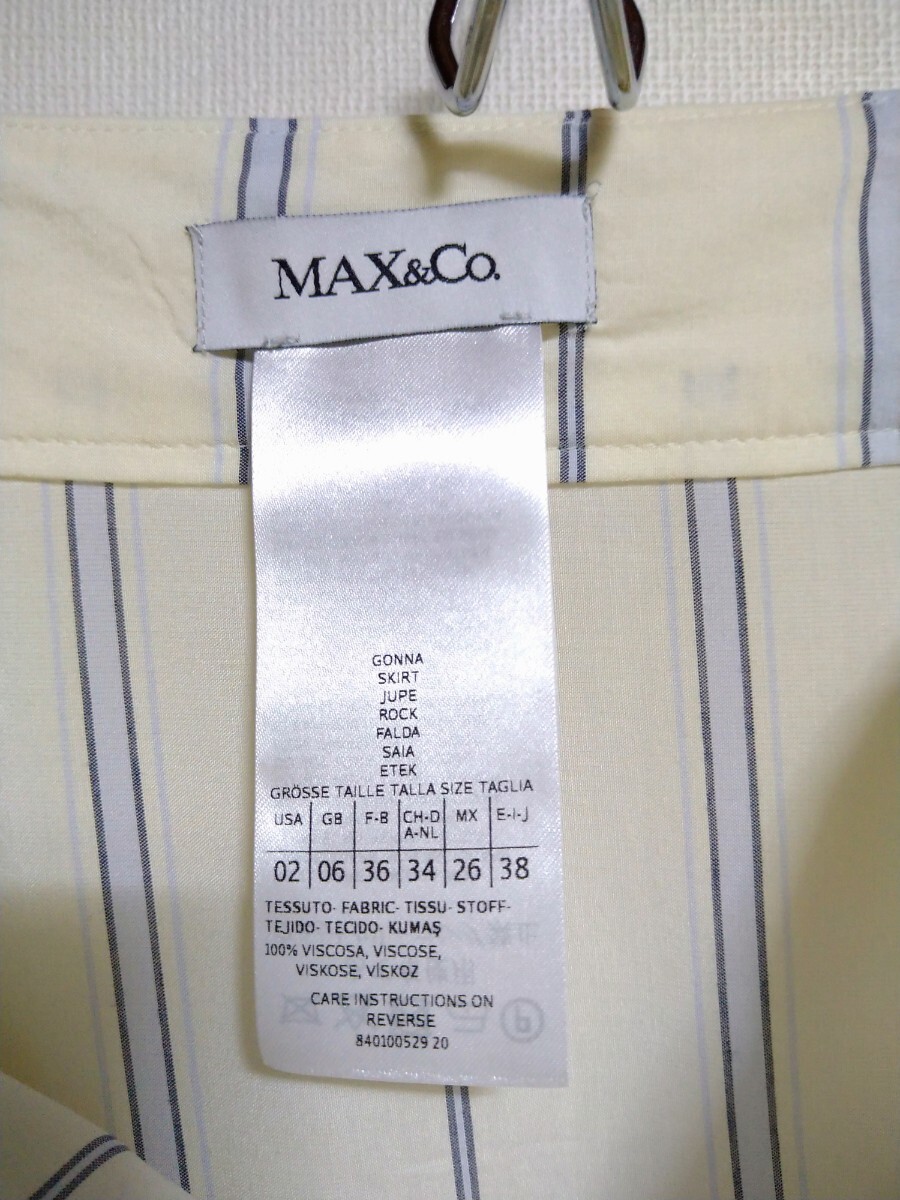 MAX&Co.
GONNA
SKIRT
JUPE
ROCK
FALDA
SAIA
ETEK
GRÖSSE TAILLE TALLA SIZE TAGLIA
USA GB F-B CH-D A-NL MX E-I-J
02 06 36 34 26 38
TESSUTO- FABRIC- TISSU- STOFF-
TEJIDO- TECIDO- KUMAŞ
100% VISCOSA, VISCOSE,
VISKOSE, VİSKOZ
CARE INSTRUCTIONS ON
REVERSE
840100529 20